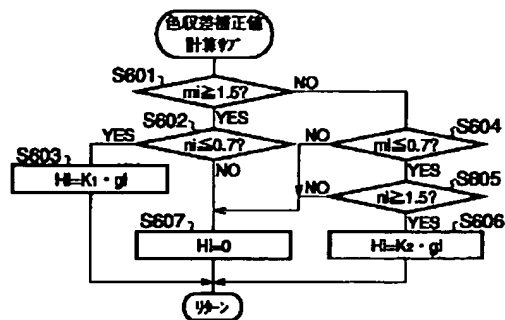 色収差補正値
計算サブ
S601
mi≧1.5?
NO
YES
S602
YES
ni≦0.7?
NO
S603
Hi=K₁・gi
S604
NO
mi≦0.7?
YES
S605
NO
ni≧1.5?
YES
S606
Hi=K₂・gi
S607
Hi=0
リターン